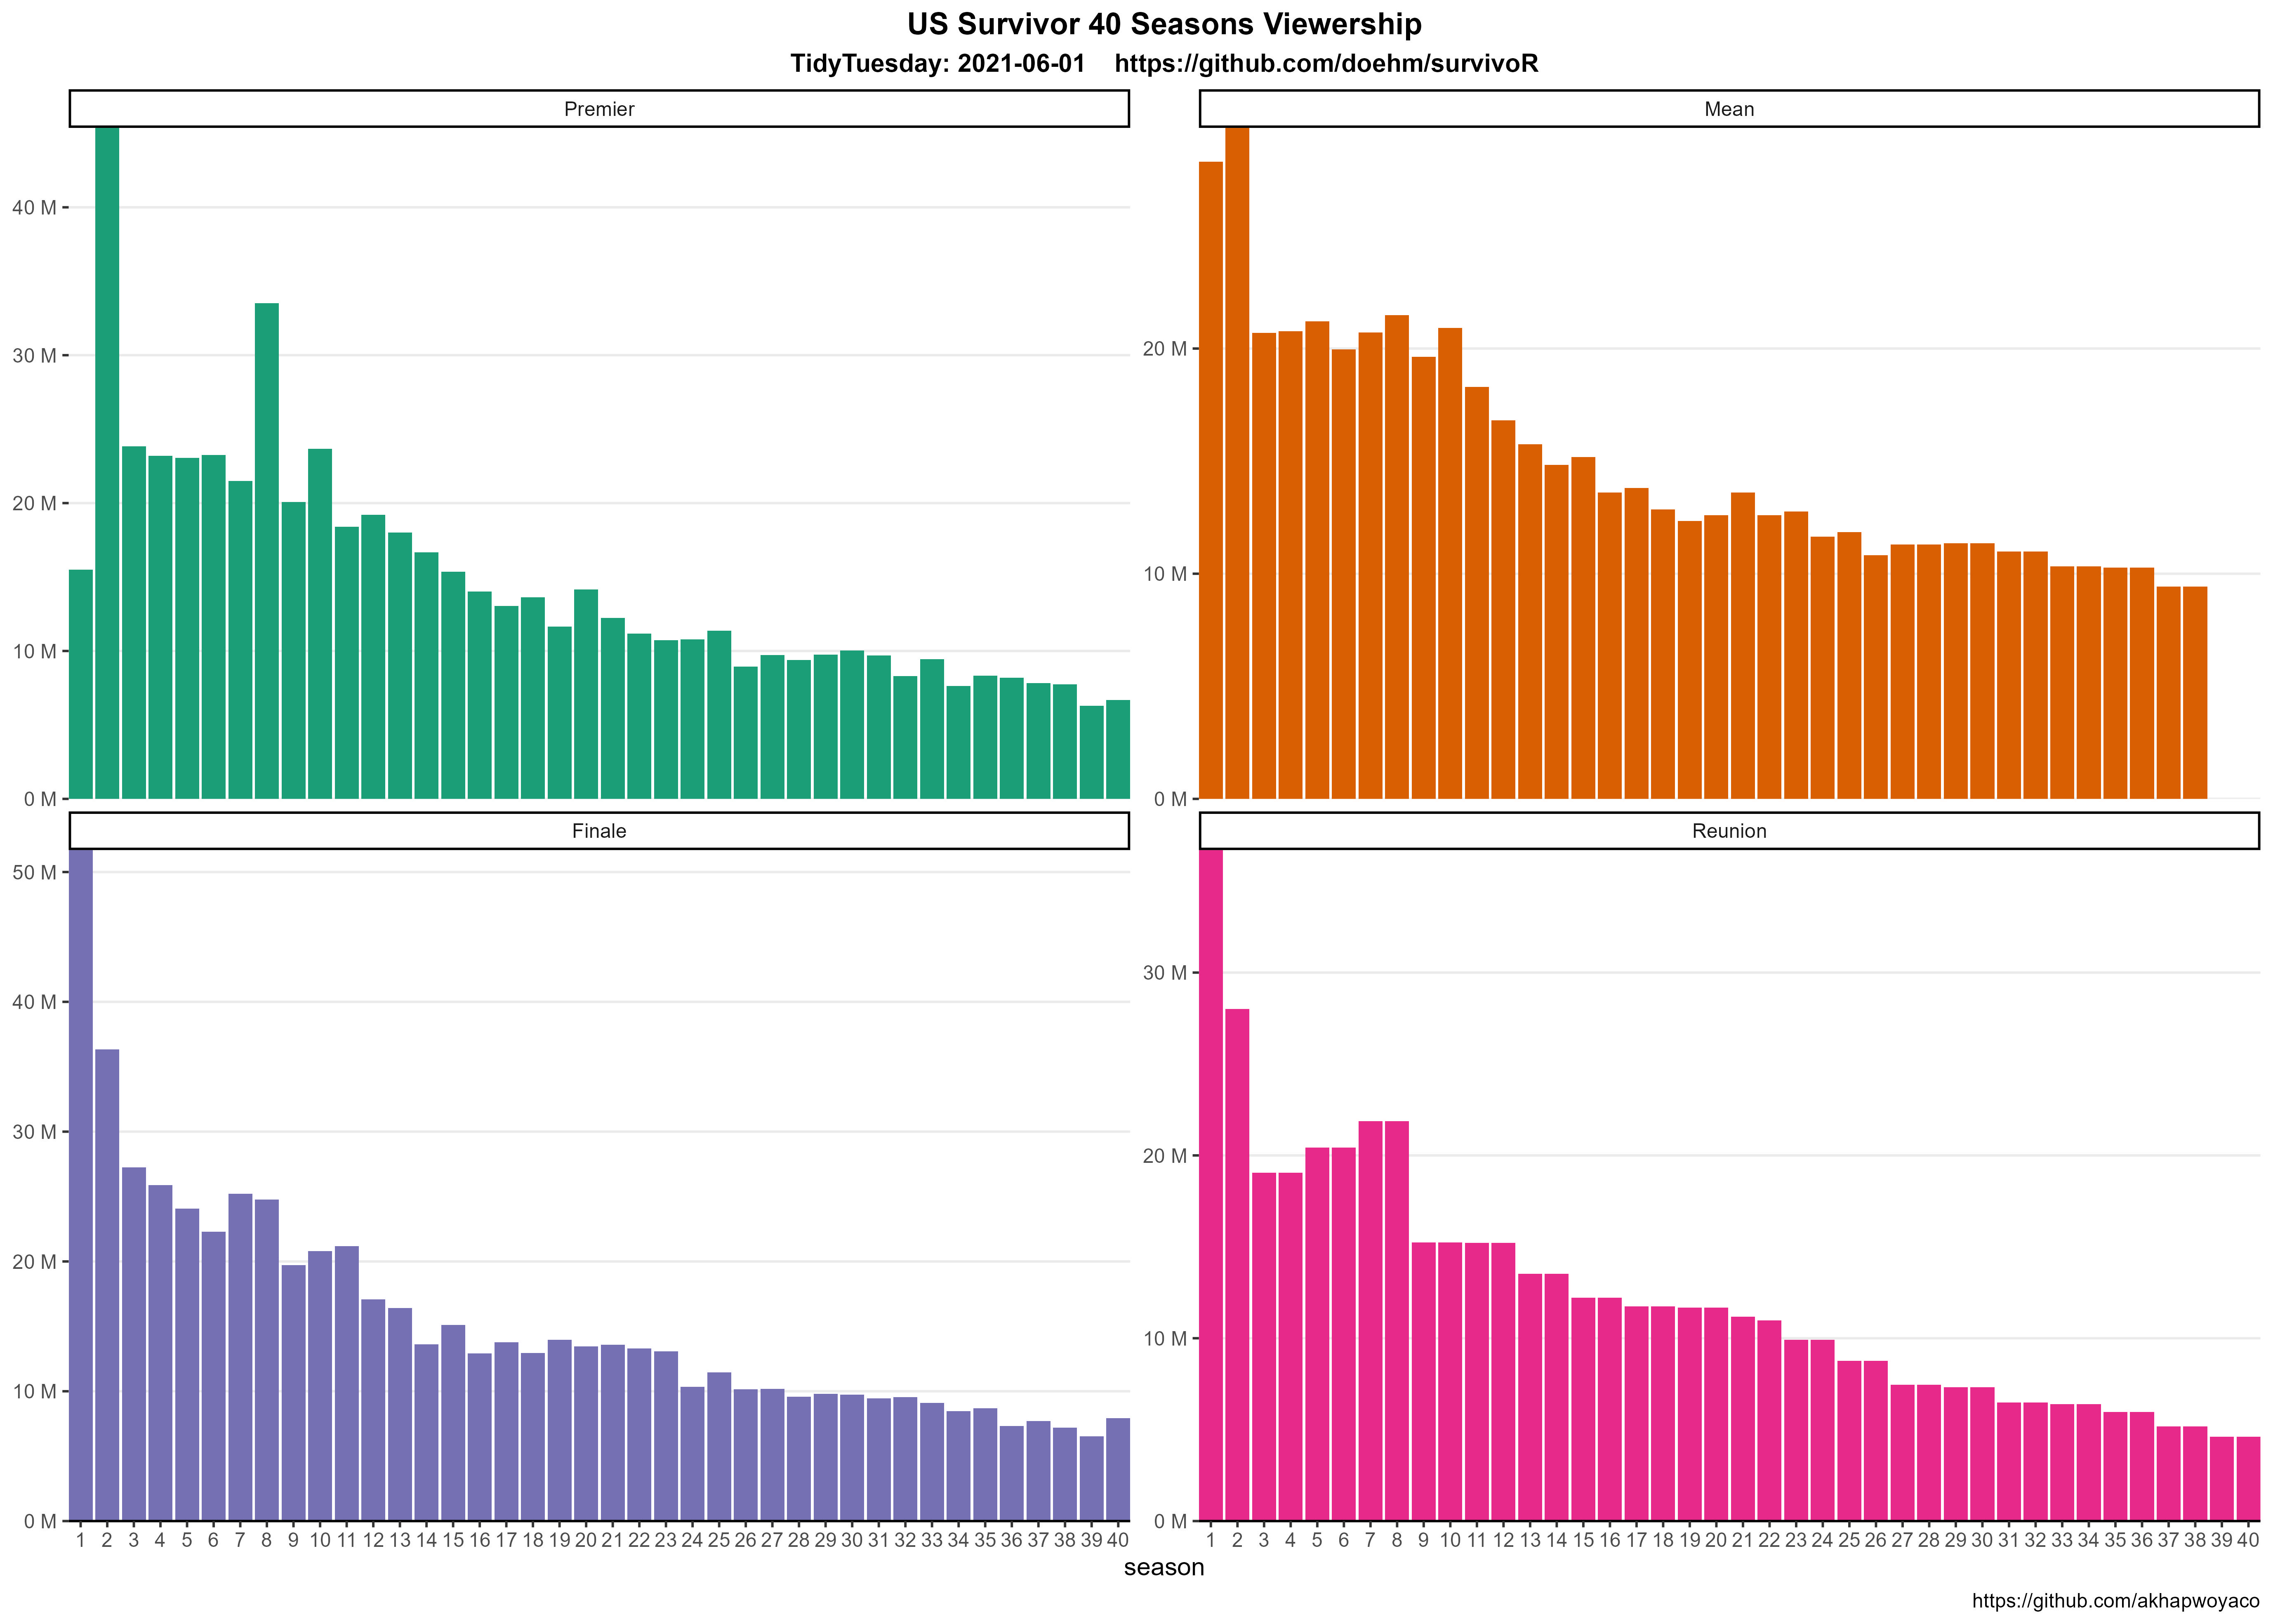 US Survivor 40 Seasons Viewership
TidyTuesday: 2021-06-01    https://github.com/doehm/survivoR
Premier
40 M
30 M
20 M
10 M
0 M
Mean
20 M
10 M
0 M
Finale
50 M
40 M
30 M
20 M
10 M
0 M
1 2 3 4 5 6 7 8 9 10 11 12 13 14 15 16 17 18 19 20 21 22 23 24 25 26 27 28 29 30 31 32 33 34 35 36 37 38 39 40
Reunion
30 M
20 M
10 M
0 M
1 2 3 4 5 6 7 8 9 10 11 12 13 14 15 16 17 18 19 20 21 22 23 24 25 26 27 28 29 30 31 32 33 34 35 36 37 38 39 40
season
https://github.com/akhapwoyaco